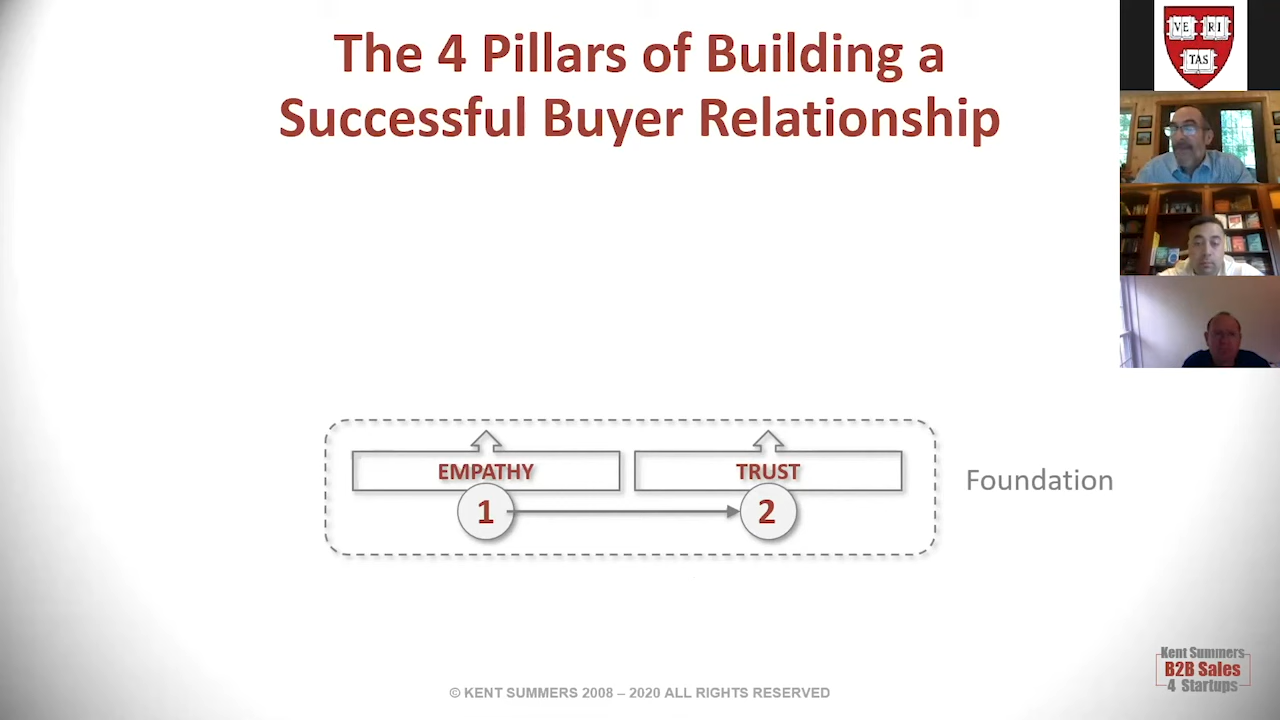 The 4 Pillars of Building a
Successful Buyer Relationship
VE RI
TAS
EMPATHY
TRUST
1
2
Foundation
Kent Summers
B2B Sales
4 Startups
© KENT SUMMERS 2008 – 2020 ALL RIGHTS RESERVED